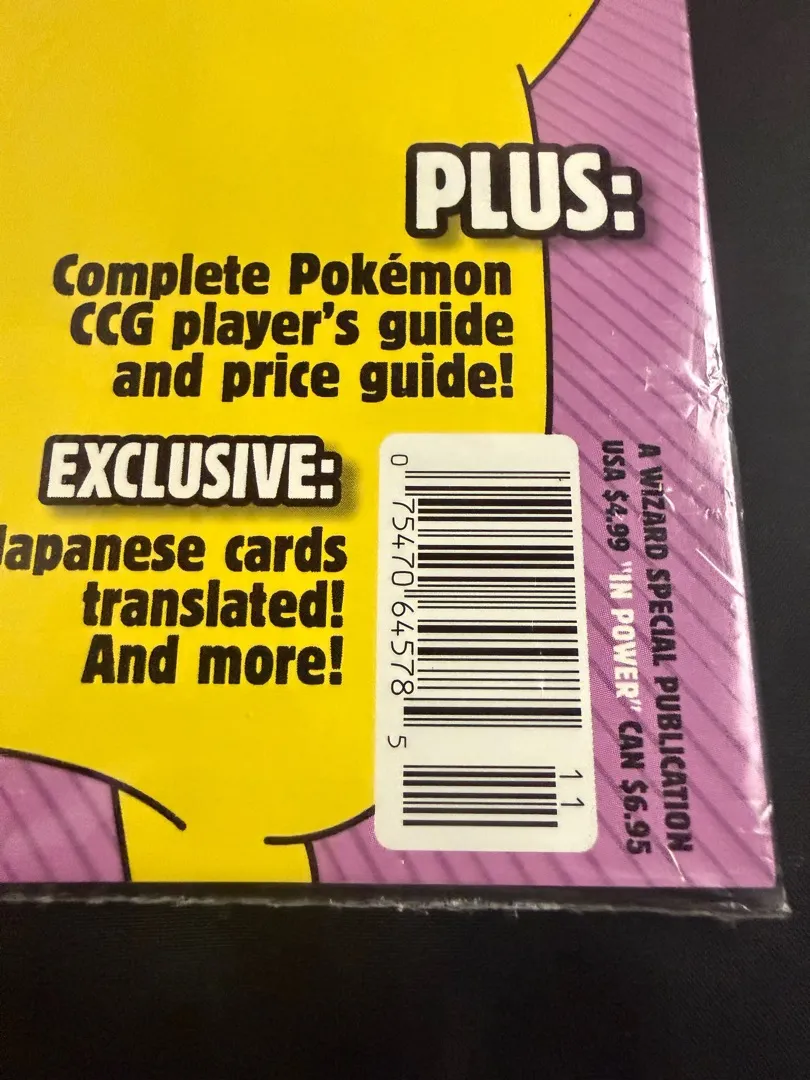 PLUS:
Complete Pokémon
CCG player's guide
and price guide!
EXCLUSIVE:
Japanese cards
translated!
And more!
0 75470 64578 5
11
A WIZARD SPECIAL PUBLICATION
USA $4.99 "IN POWER" CAN $6.95